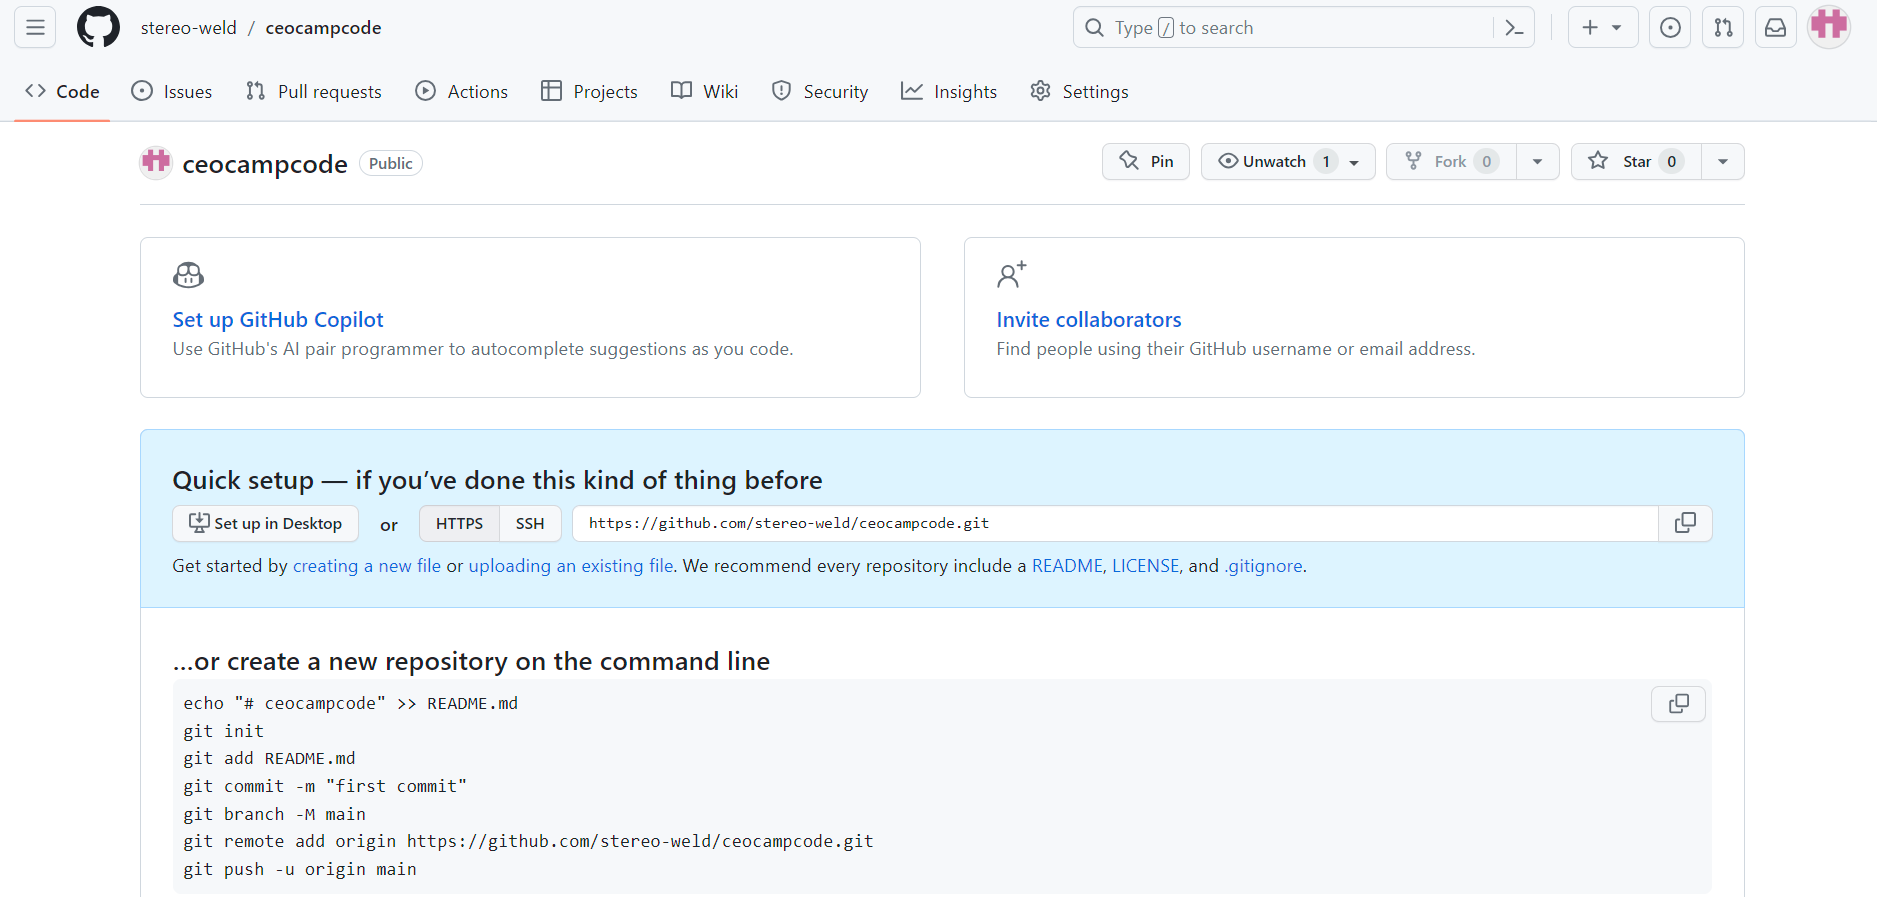 stereo-weld / ceocampcode
Type / to search
Code Issues Pull requests Actions Projects Wiki Security Insights Settings
ceocampcode Public
Pin Unwatch 1 Fork 0 Star 0
Set up GitHub Copilot
Use GitHub's AI pair programmer to autocomplete suggestions as you code.
Invite collaborators
Find people using their GitHub username or email address.
Quick setup — if you’ve done this kind of thing before
Set up in Desktop or HTTPS SSH https://github.com/stereo-weld/ceocampcode.git
Get started by creating a new file or uploading an existing file. We recommend every repository include a README, LICENSE, and .gitignore.
…or create a new repository on the command line
echo "# ceocampcode" >> README.md
git init
git add README.md
git commit -m "first commit"
git branch -M main
git remote add origin https://github.com/stereo-weld/ceocampcode.git
git push -u origin main